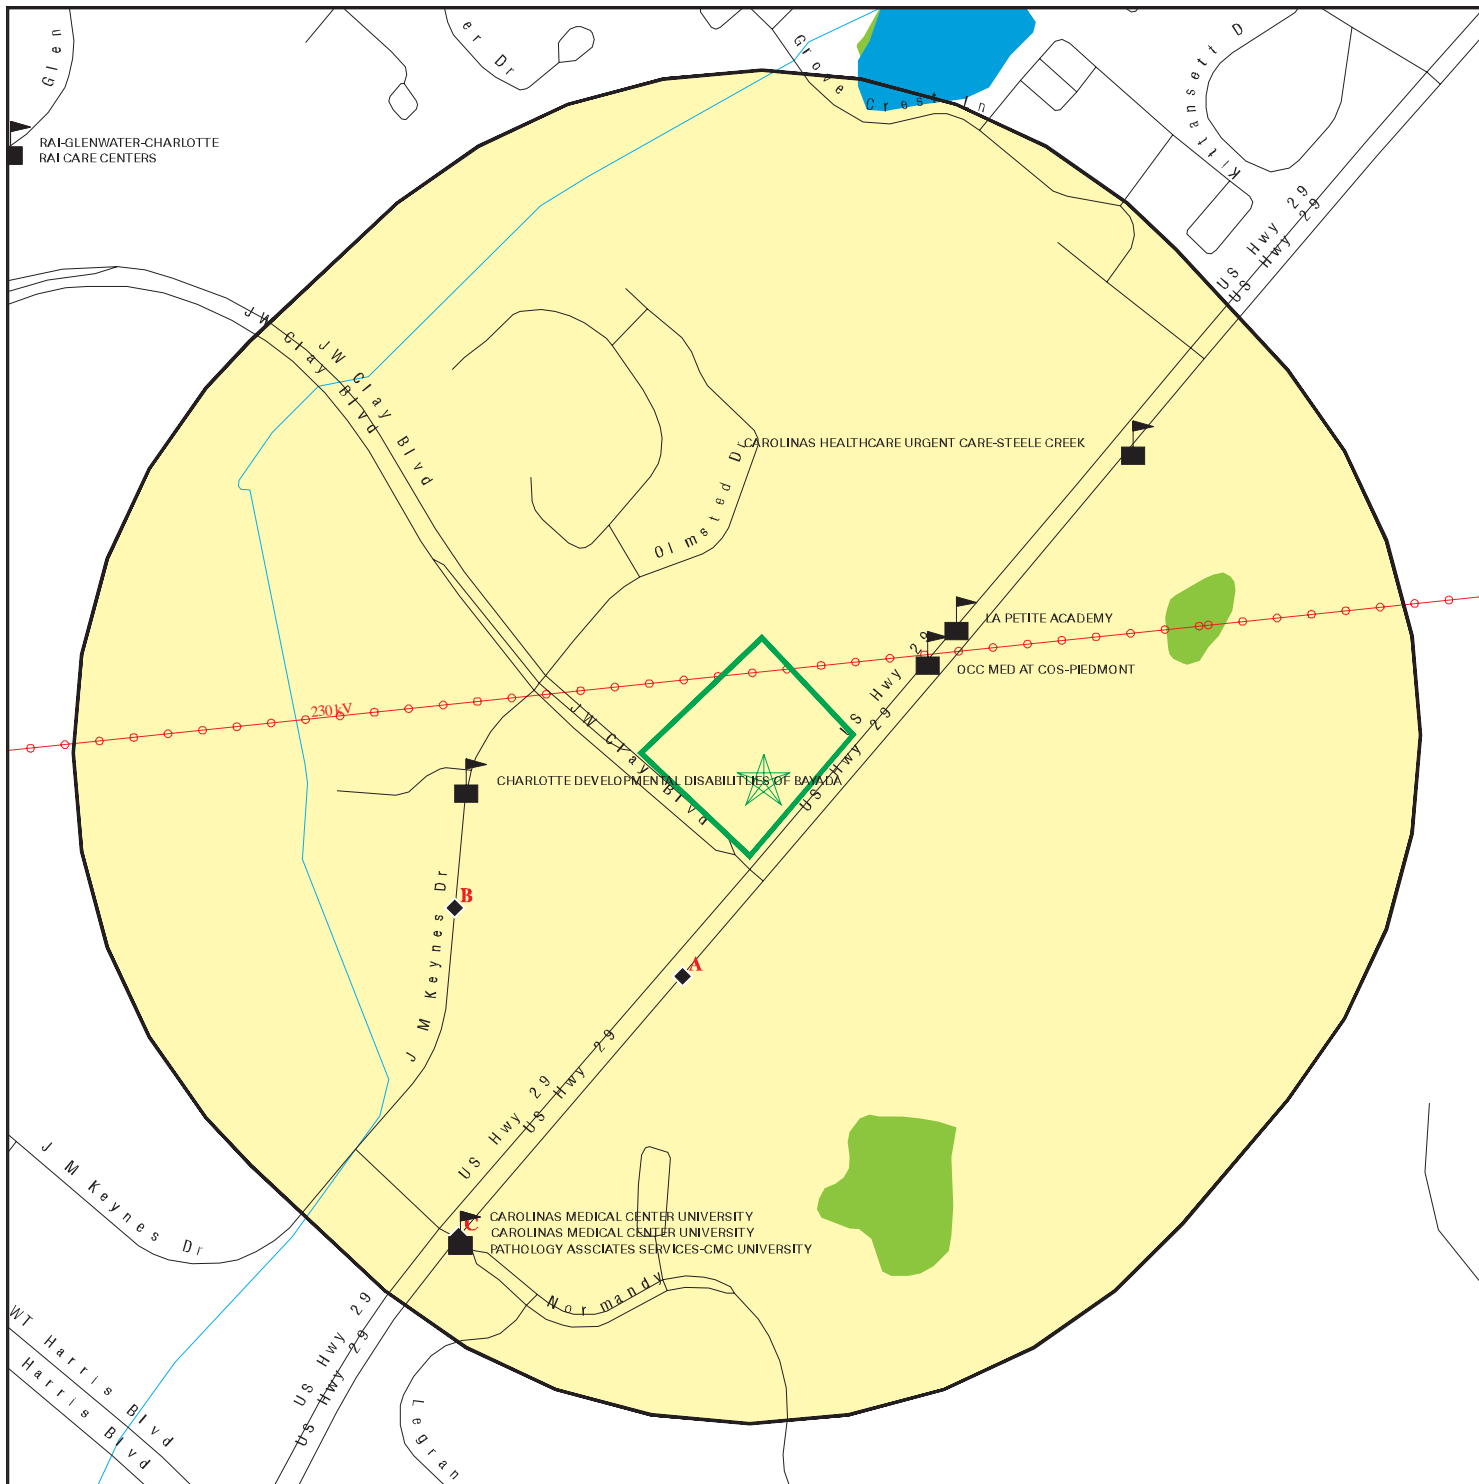 Glen
er Dr
Grove Crest Ln
Kittansett D
RAI-GLENWATER-CHARLOTTE
RAI CARE CENTERS
US Hwy 29
US Hwy 29
JW Clay Blvd
JW Clay Blvd
CAROLINAS HEALTHCARE URGENT CARE-STEELE CREEK
Olmsted Dr
LA PETITE ACADEMY
OCC MED AT COS-PIEDMONT
230 kV
US Hwy 29
US Hwy 29
JW Clay Blvd
CHARLOTTE DEVELOPMENTAL DISABILITIES OF BAYADA
B
J M Keynes Dr
A
US Hwy 29
US Hwy 29
J M Keynes Dr
C
CAROLINAS MEDICAL CENTER UNIVERSITY
CAROLINAS MEDICAL CENTER UNIVERSITY
PATHOLOGY ASSCIATES SERVICES-CMC UNIVERSITY
Normandy
WT Harris Blvd
Harris Blvd
US Hwy 29
US Hwy 29
Legran